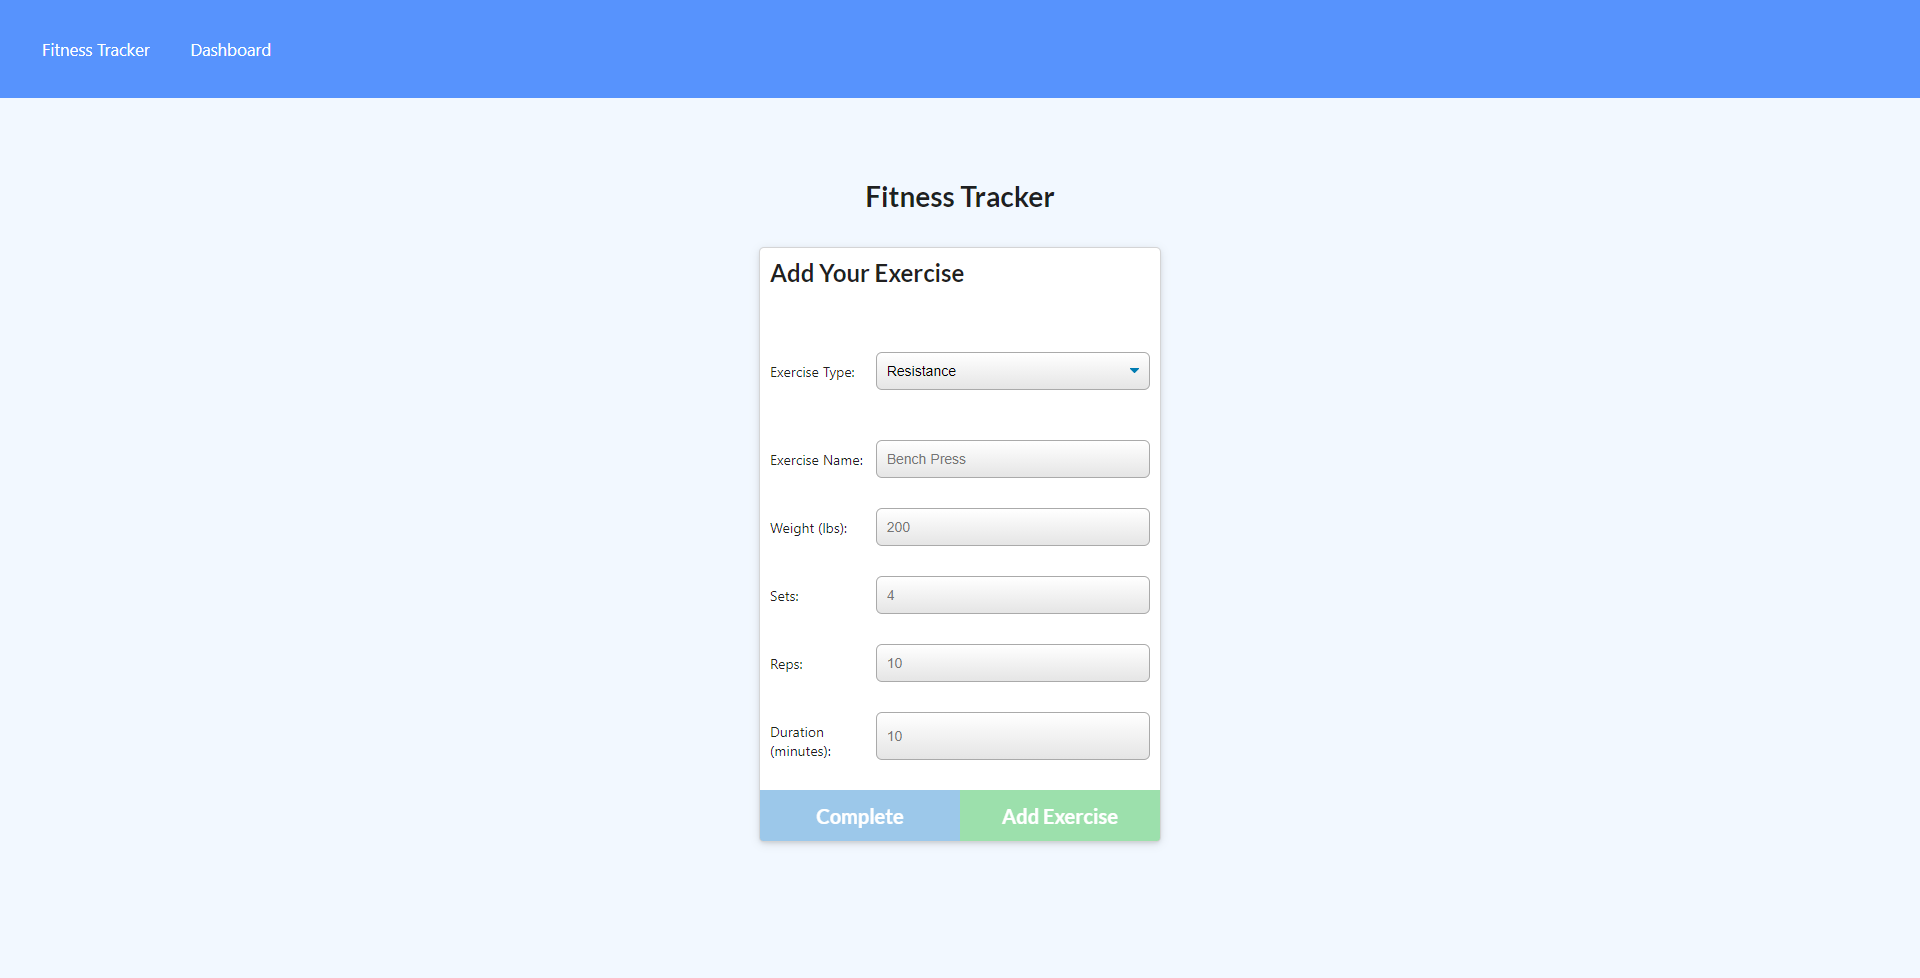 Fitness Tracker Dashboard
Fitness Tracker
Add Your Exercise
Exercise Type: Resistance
Exercise Name: Bench Press
Weight (lbs): 200
Sets: 4
Reps: 10
Duration
(minutes): 10
Complete Add Exercise